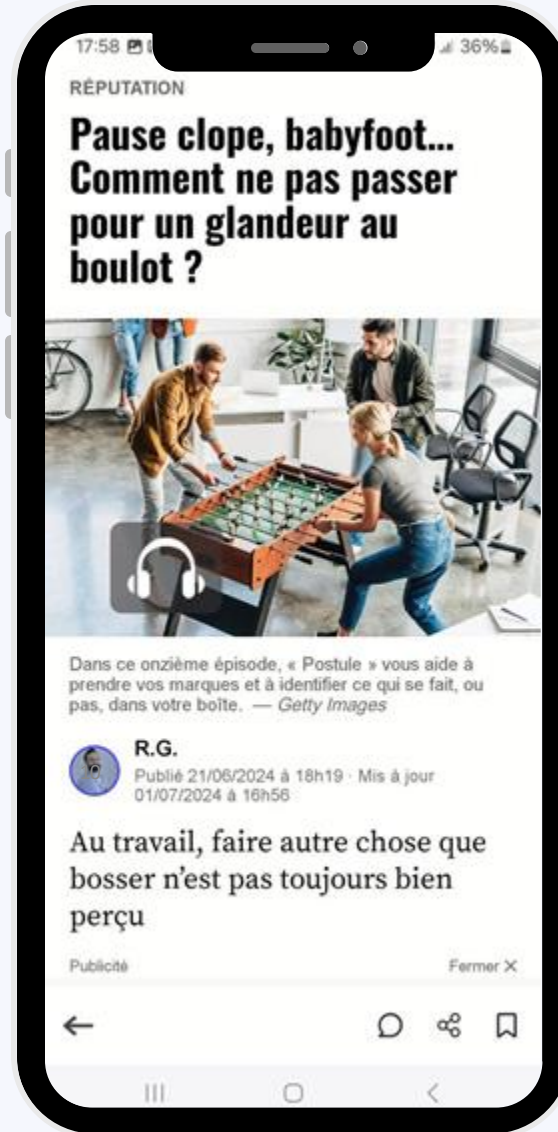 17:58
36%
RÉPUTATION
Pause clope, babyfoot...
Comment ne pas passer
pour un glandeur au
boulot ?
Dans ce onzième épisode, « Postule » vous aide à
prendre vos marques et à identifier ce qui se fait, ou
pas, dans votre boîte. — Getty Images
R.G.
Publié 21/06/2024 à 18h19 · Mis à jour
01/07/2024 à 16h56
Au travail, faire autre chose que
bosser n’est pas toujours bien
perçu
Publicité
Fermer ✕